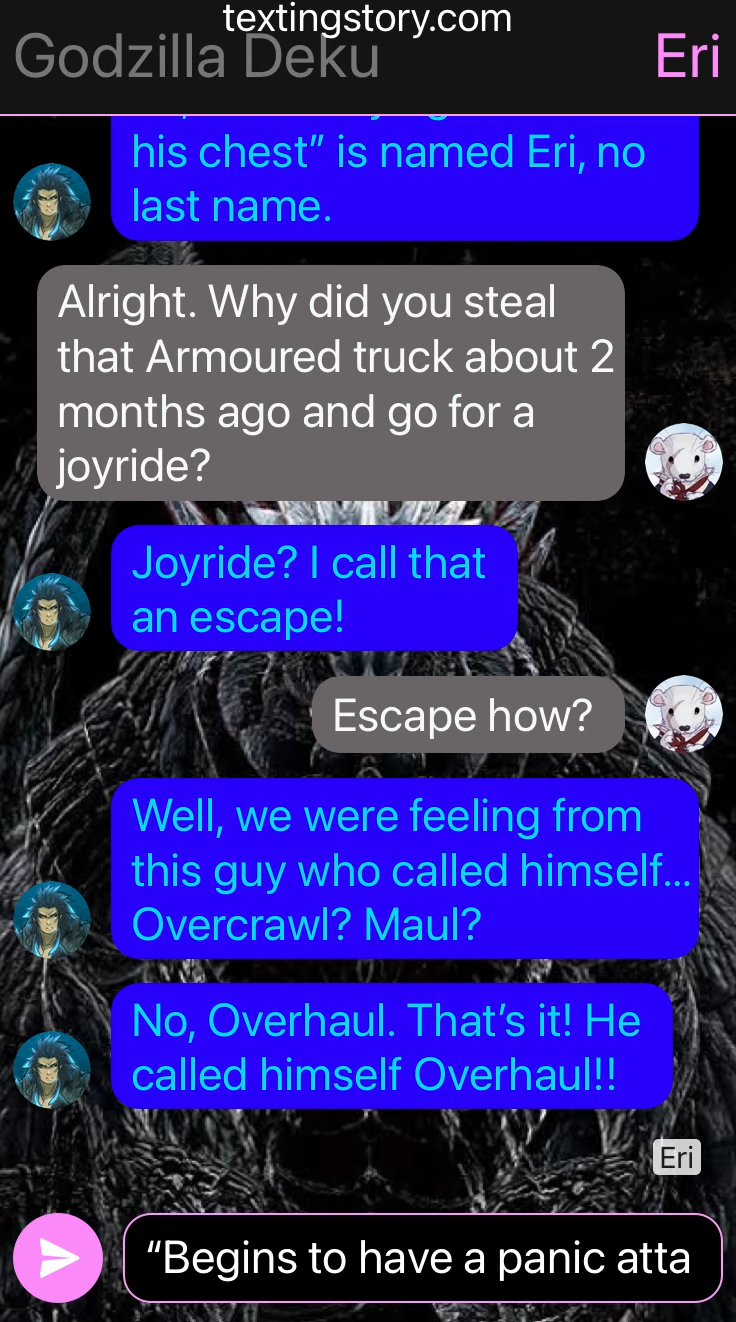 textingstory.com
Godzilla Deku
Eri
his chest” is named Eri, no
last name.
Alright. Why did you steal
that Armoured truck about 2
months ago and go for a
joyride?
Joyride? I call that
an escape!
Escape how?
Well, we were feeling from
this guy who called himself...
Overcrawl? Maul?
No, Overhaul. That’s it! He
called himself Overhaul!!
Eri
“Begins to have a panic atta